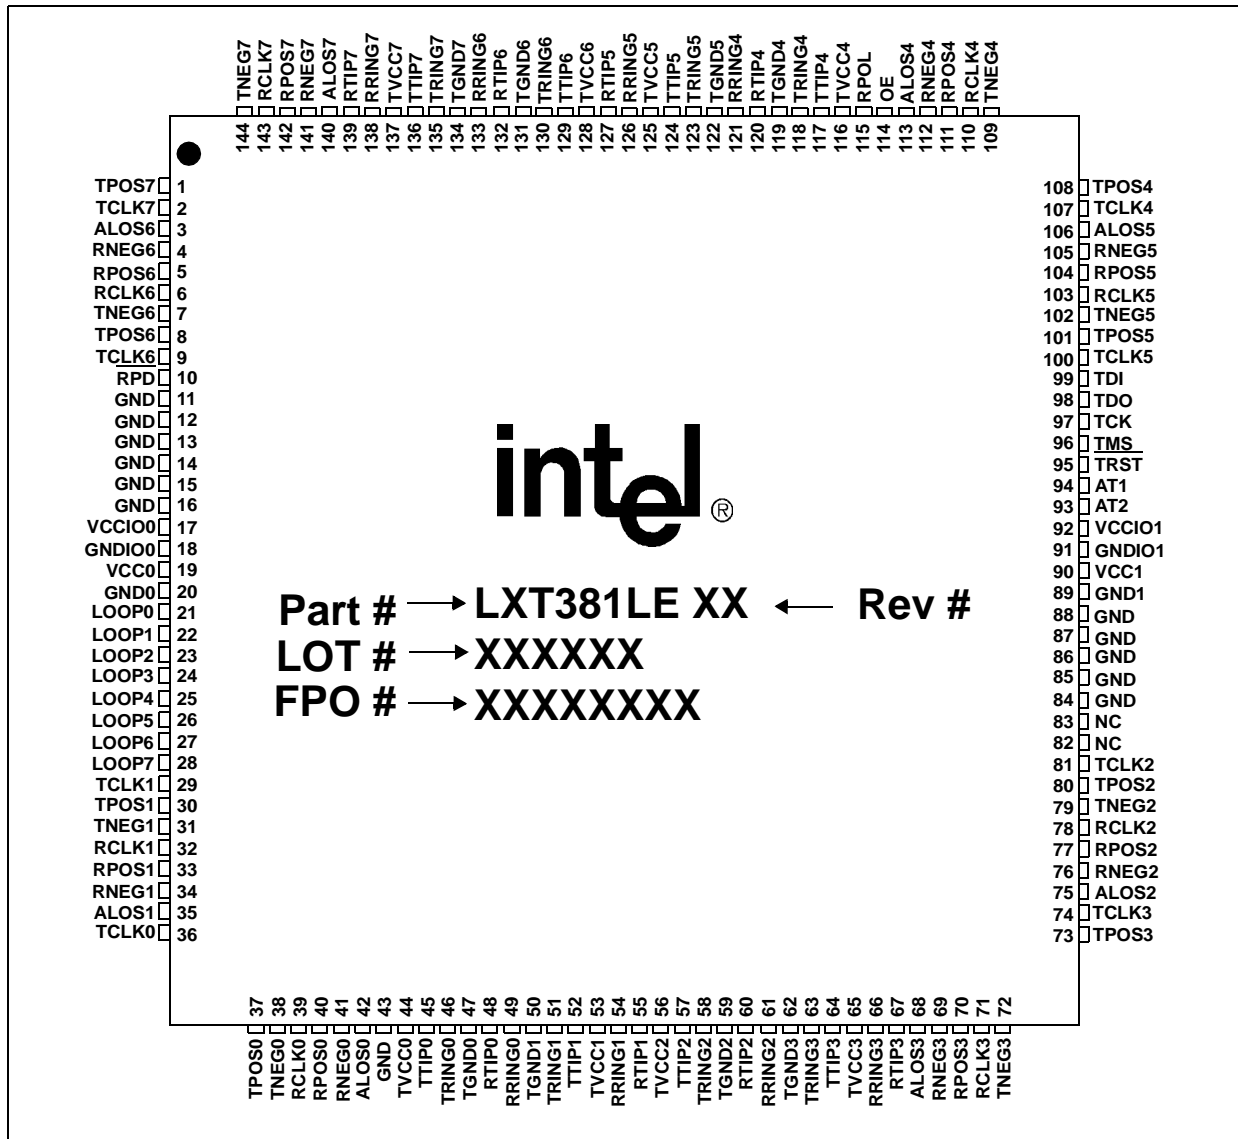 TNEG7
RCLK7
RPOS7
RNEG7
ALOS7
RTIP7
RRING7
TVCC7
TTIP7
TRING7
TGND7
RRING6
RTIP6
TGND6
TRING6
TTIP6
TVCC6
RTIP5
RRING5
TVCC5
TTIP5
TRING5
TGND5
RRING4
RTIP4
TGND4
TRING4
TTIP4
TVCC4
RPOL
OE
ALOS4
RNEG4
RPOS4
RCLK4
TNEG4
144
143
142
141
140
139
138
137
136
135
134
133
132
131
130
129
128
127
126
125
124
123
122
121
120
119
118
117
116
115
114
113
112
111
110
109
TPOS7 1
TCLK7 2
ALOS6 3
RNEG6 4
RPOS6 5
RCLK6 6
TNEG6 7
TPOS6 8
TCLK6 9
RPD 10
GND 11
GND 12
GND 13
GND 14
GND 15
GND 16
VCCIO0 17
GNDIO0 18
VCC0 19
GND0 20
LOOP0 21
LOOP1 22
LOOP2 23
LOOP3 24
LOOP4 25
LOOP5 26
LOOP6 27
LOOP7 28
TCLK1 29
TPOS1 30
TNEG1 31
RCLK1 32
RPOS1 33
RNEG1 34
ALOS1 35
TCLK0 36
intel®
Part # LXT381LE XX Rev #
LOT # XXXXXX
FPO # XXXXXXXX
108 TPOS4
107 TCLK4
106 ALOS5
105 RNEG5
104 RPOS5
103 RCLK5
102 TNEG5
101 TPOS5
100 TCLK5
99 TDI
98 TDO
97 TCK
96 TMS
95 TRST
94 AT1
93 AT2
92 VCCIO1
91 GNDIO1
90 VCC1
89 GND1
88 GND
87 GND
86 GND
85 GND
84 GND
83 NC
82 NC
81 TCLK2
80 TPOS2
79 TNEG2
78 RCLK2
77 RPOS2
76 RNEG2
75 ALOS2
74 TCLK3
73 TPOS3
37
38
39
40
41
42
43
44
45
46
47
48
49
50
51
52
53
54
55
56
57
58
59
60
61
62
63
64
65
66
67
68
69
70
71
72
TPOS0
TNEG0
RCLK0
RPOS0
RNEG0
ALOS0
GND
TVCC0
TTIP0
TRING0
TGND0
RTIP0
RRING0
TGND1
TRING1
TTIP1
TVCC1
RRING1
RTIP1
TVCC2
TTIP2
TRING2
TGND2
RTIP2
RRING2
TGND3
TRING3
TTIP3
TVCC3
RRING3
RTIP3
ALOS3
RNEG3
RPOS3
RCLK3
TNEG3